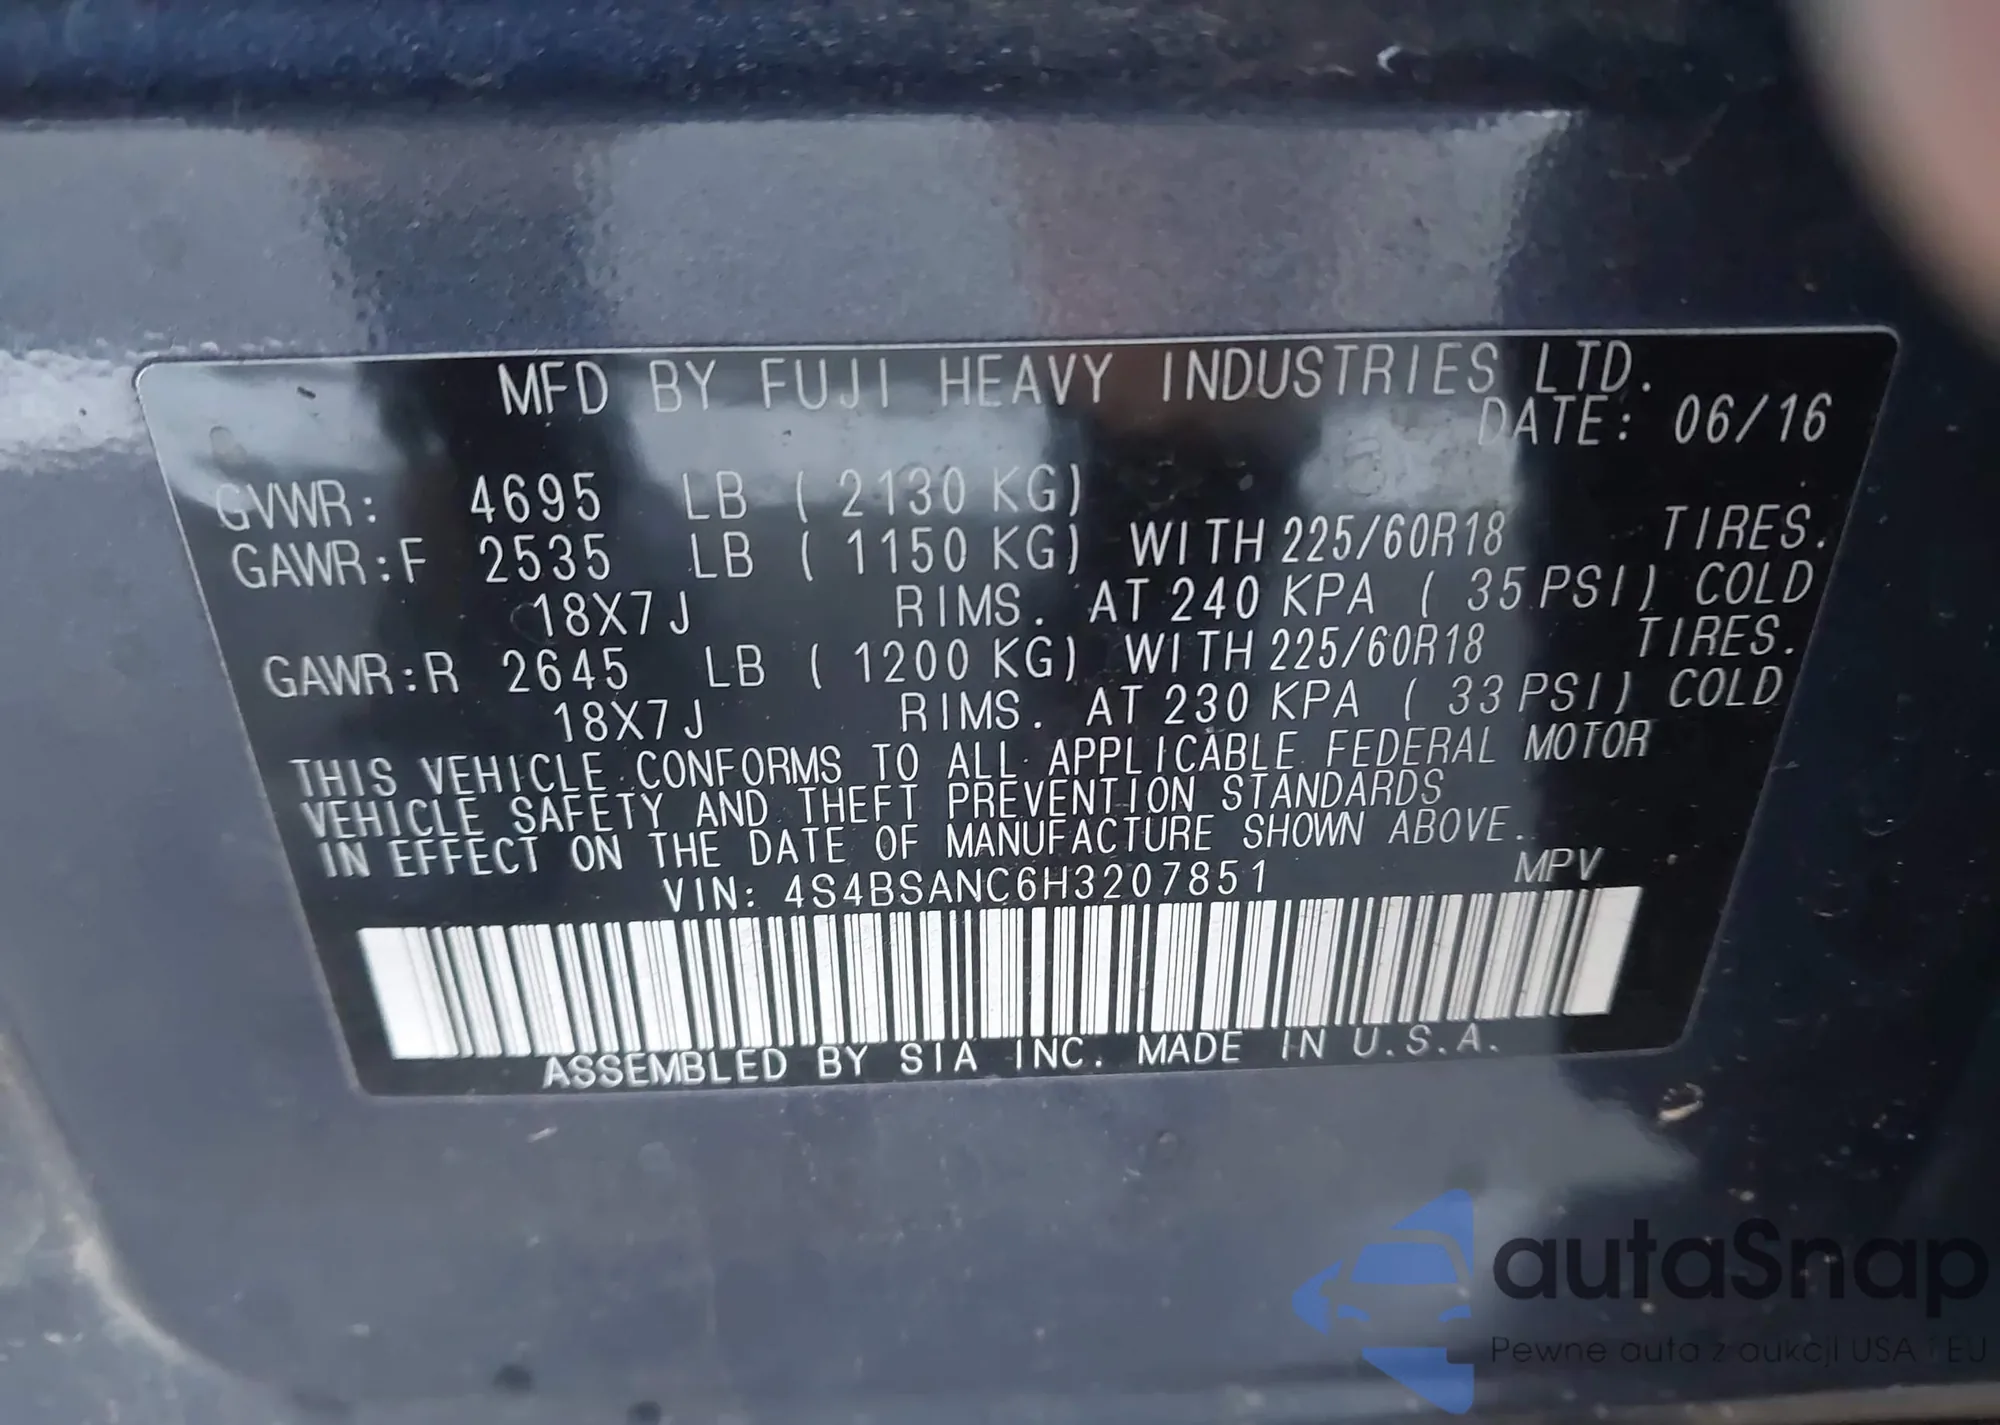 MFD BY FUJI HEAVY INDUSTRIES LTD.
DATE: 06/16
GVWR: 4695 LB ( 2130 KG)
GAWR:F 2535 LB ( 1150 KG) WITH 225/60R18 TIRES.
18X7J RIMS. AT 240 KPA ( 35 PSI) COLD
GAWR:R 2645 LB ( 1200 KG) WITH 225/60R18 TIRES.
18X7J RIMS. AT 230 KPA ( 33 PSI) COLD
THIS VEHICLE CONFORMS TO ALL APPLICABLE FEDERAL MOTOR
VEHICLE SAFETY AND THEFT PREVENTION STANDARDS
IN EFFECT ON THE DATE OF MANUFACTURE SHOWN ABOVE.
VIN: 4S4BSANC6H3207851 MPV
ASSEMBLED BY SIA INC. MADE IN U.S.A.
autaSnap
Pewne auta z aukcji USA i EU